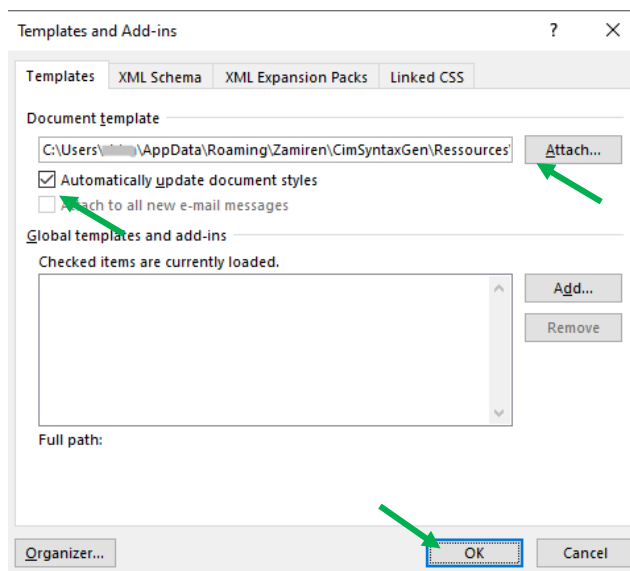 Templates and Add-ins ? ×
Templates XML Schema XML Expansion Packs Linked CSS
Document template
C:\Users\ \AppData\Roaming\Zamiren\CimSyntaxGen\Ressources\ Attach...
Automatically update document styles
Attach to all new e-mail messages
Global templates and add-ins
Checked items are currently loaded.
Add...
Remove
Full path:
Organizer... OK Cancel